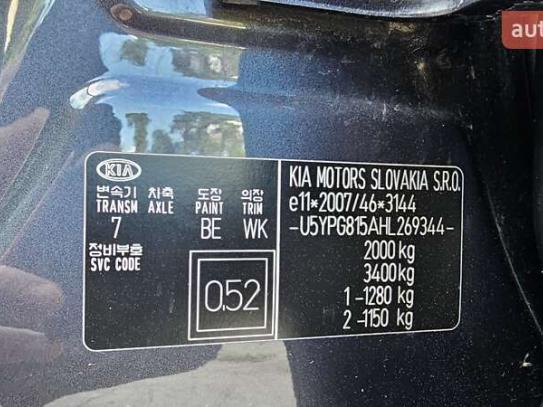 aut
KIA
변속기 차축 도장 의장
TRANSM AXLE PAINT TRIM
7 BE WK
정비부호
SVC CODE
0.52
KIA MOTORS SLOVAKIA S.R.O.
e11*2007/46*3144
-U5YPG815AHL269344-
2000 kg
3400kg
1 -1280 kg
2 -1150 kg